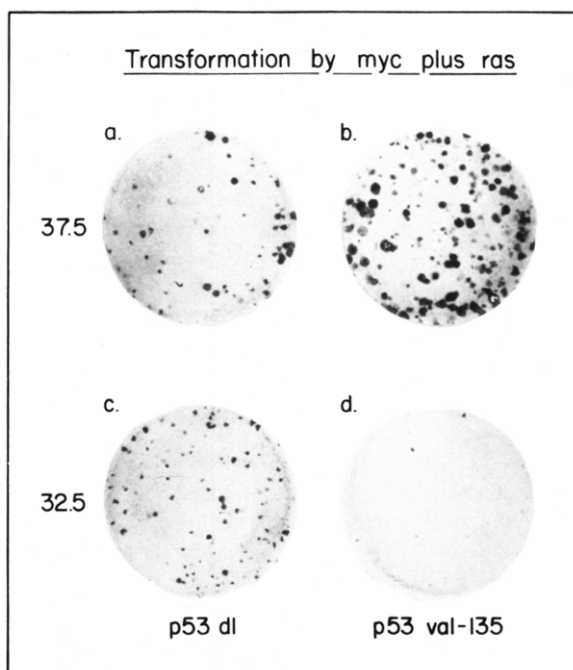 Transformation by myc plus ras
a.
b.
37.5
c.
d.
32.5
p53 dl
p53 val-135